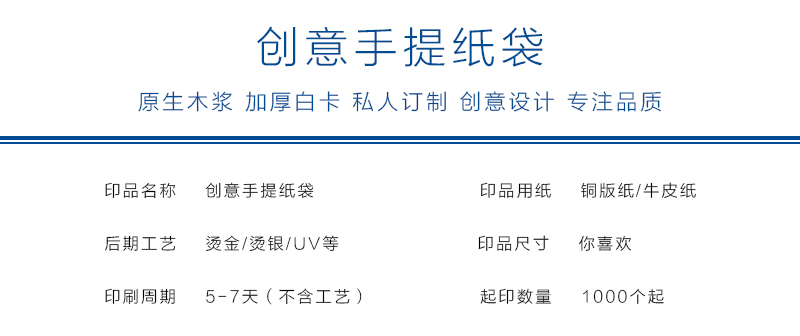 创意手提纸袋
原生木浆 加厚白卡 私人订制 创意设计 专注品质
印品名称 创意手提纸袋 印品用纸 铜版纸/牛皮纸
后期工艺 烫金/烫银/UV等 印品尺寸 你喜欢
印刷周期 5-7天（不含工艺） 起印数量 1000个起